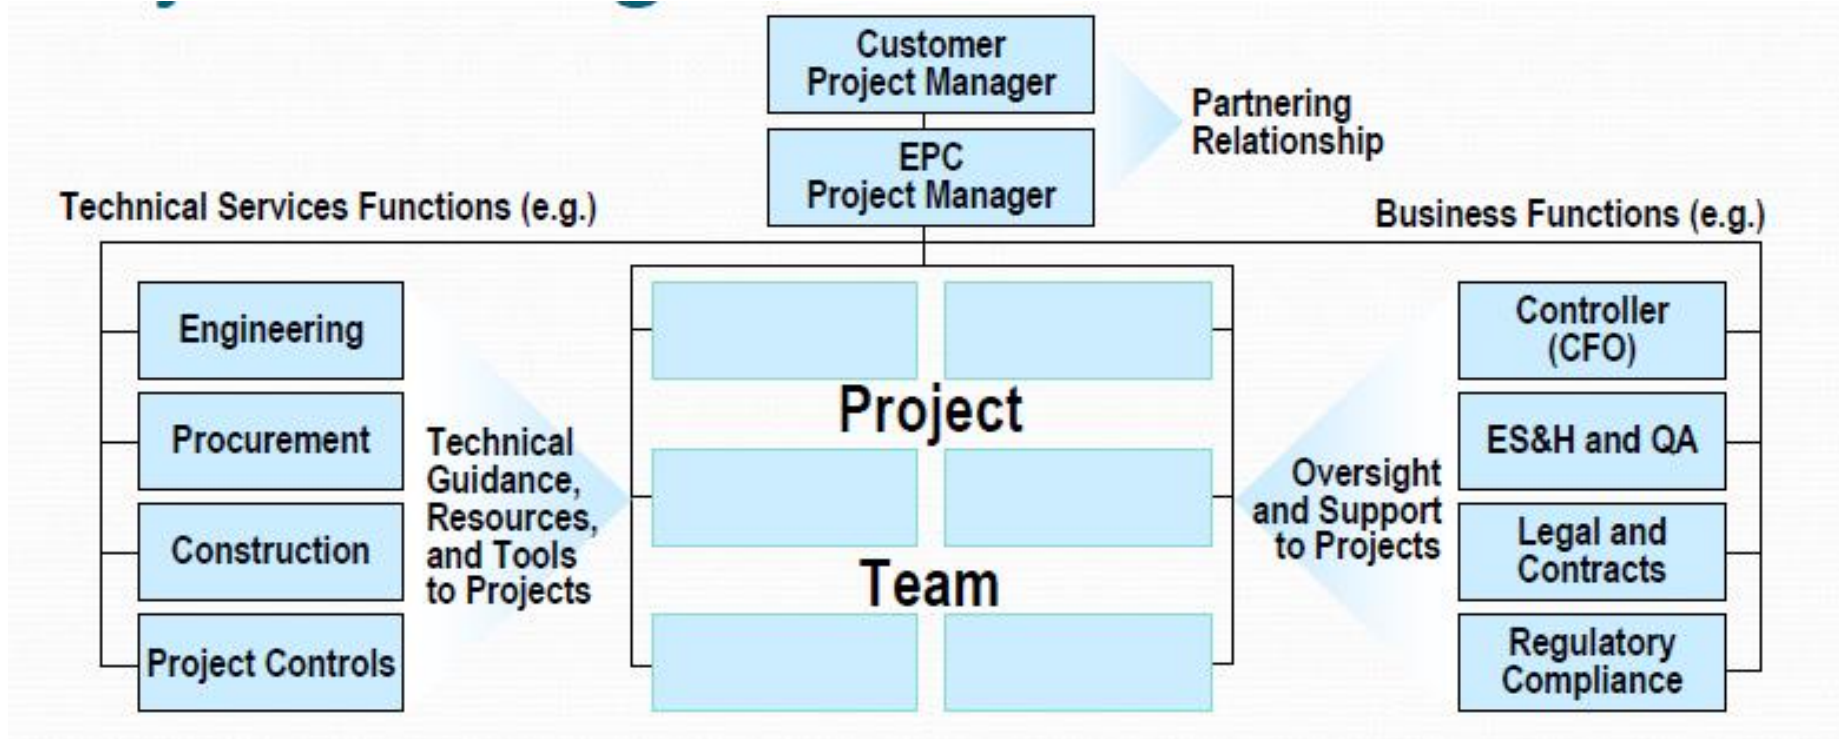 Customer
Project Manager
EPC
Project Manager
Partnering
Relationship
Technical Services Functions (e.g.)
Business Functions (e.g.)
Engineering
Procurement
Construction
Project Controls
Technical
Guidance,
Resources,
and Tools
to Projects
Project
Team
Oversight
and Support
to Projects
Controller
(CFO)
ES&H and QA
Legal and
Contracts
Regulatory
Compliance